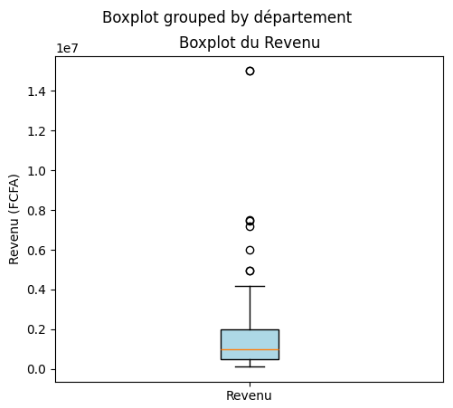 Boxplot grouped by département
Boxplot du Revenu
1e7
1.4
1.2
1.0
0.8
0.6
0.4
0.2
0.0
Revenu (FCFA)
Revenu